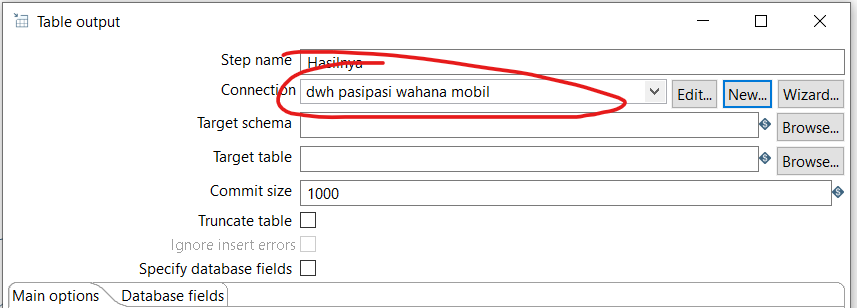 Table output
Step name Hasilnya
Connection dwh pasipasi wahana mobil Edit... New... Wizard...
Target schema Browse...
Target table Browse...
Commit size 1000
Truncate table
Ignore insert errors
Specify database fields
Main options Database fields